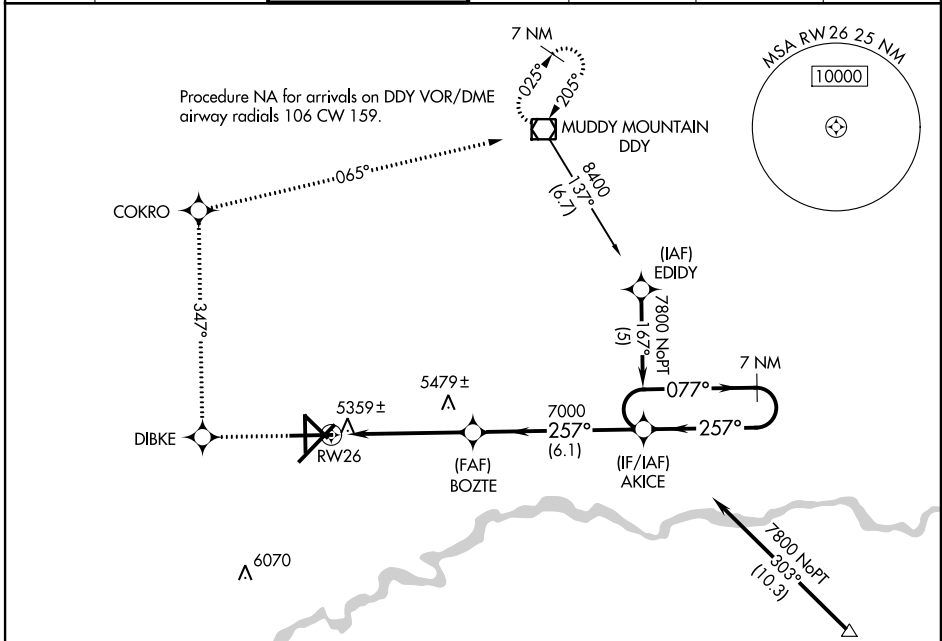 7 NM
MSA RW 26 25 NM
10000
025°
205°
Procedure NA for arrivals on DDY VOR/DME
airway radials 106 CW 159.
MUDDY MOUNTAIN
DDY
065°
8400
137°
(6.7)
COKRO
(IAF)
EDIDY
347°
7800 NoPT
167°
(5)
7 NM
5479±
077°
5359±
7000
257°
257°
DIBKE
(6.1)
RW26
(FAF)
BOZTE
(IF/IAF)
AKICE
6070
7800 NoPT
303°
(10.3)